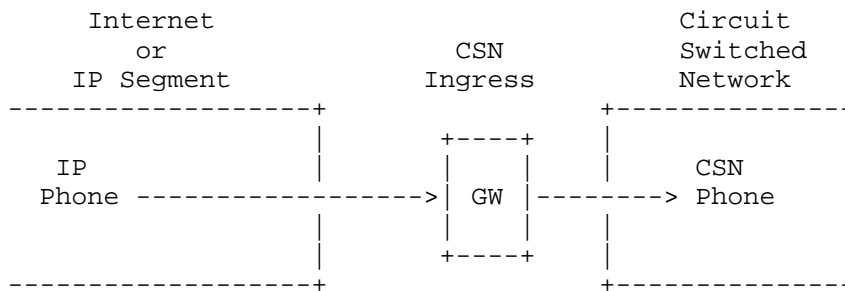 Internet CSN Circuit
or Ingress Switched
IP Segment Network
IP CSN
Phone GW Phone